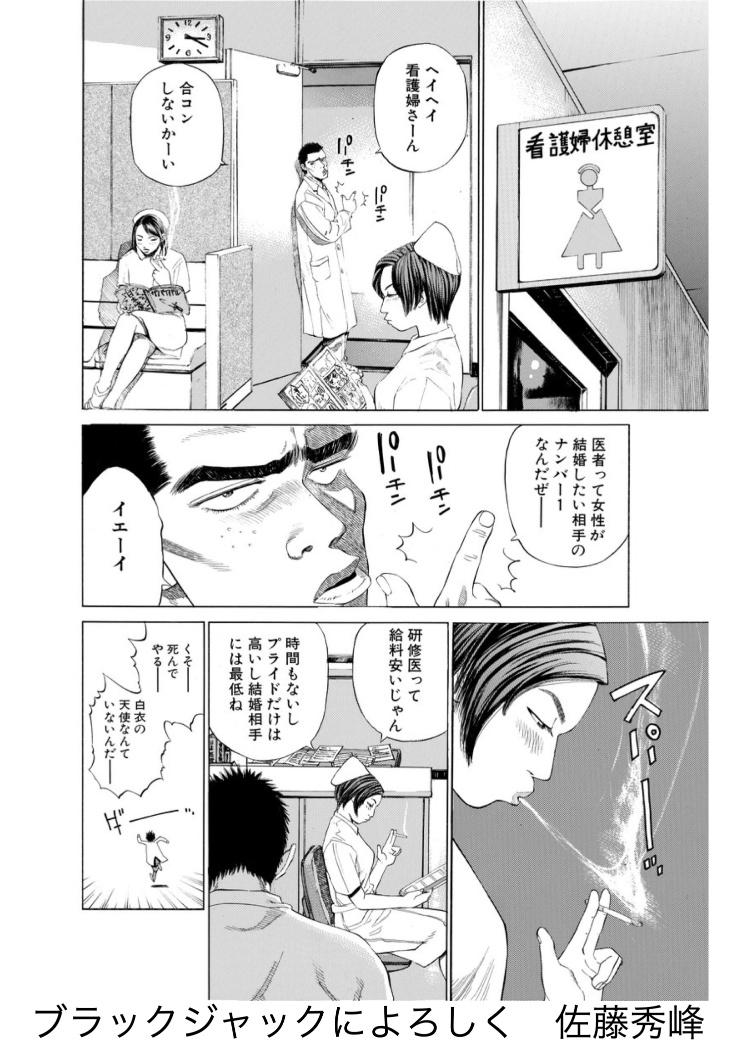 看護婦休憩室
ヘイヘイ
看護婦さーん
パーチン
パーチン
合コン
しないかーい
医者って女性が
結婚したい相手の
ナンバー1
なんだぜ──
パーチン
パーチン
イエーイ
スパー
研修医って
給料安いじゃん
時間もないし
プライドだけは
高いし結婚相手
には最低ね
くそ──
死んで
やる──
白衣の
天使なんて
いないんだ──
ブラックジャックによろしく 佐藤秀峰